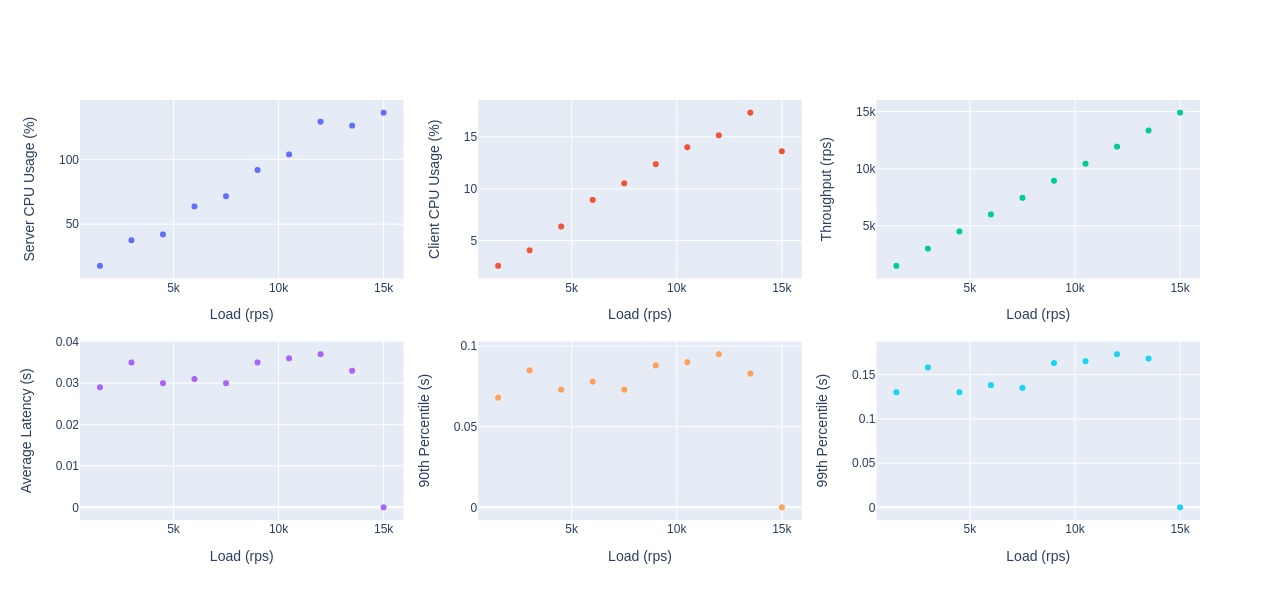 Server CPU Usage (%)
100
50
5k
10k
15k
Load (rps)
Client CPU Usage (%)
15
10
5
5k
10k
15k
Load (rps)
Throughput (rps)
15k
10k
5k
5k
10k
15k
Load (rps)
Average Latency (s)
0.04
0.03
0.02
0.01
0
5k
10k
15k
Load (rps)
90th Percentile (s)
0.1
0.05
0
5k
10k
15k
Load (rps)
99th Percentile (s)
0.15
0.1
0.05
0
5k
10k
15k
Load (rps)